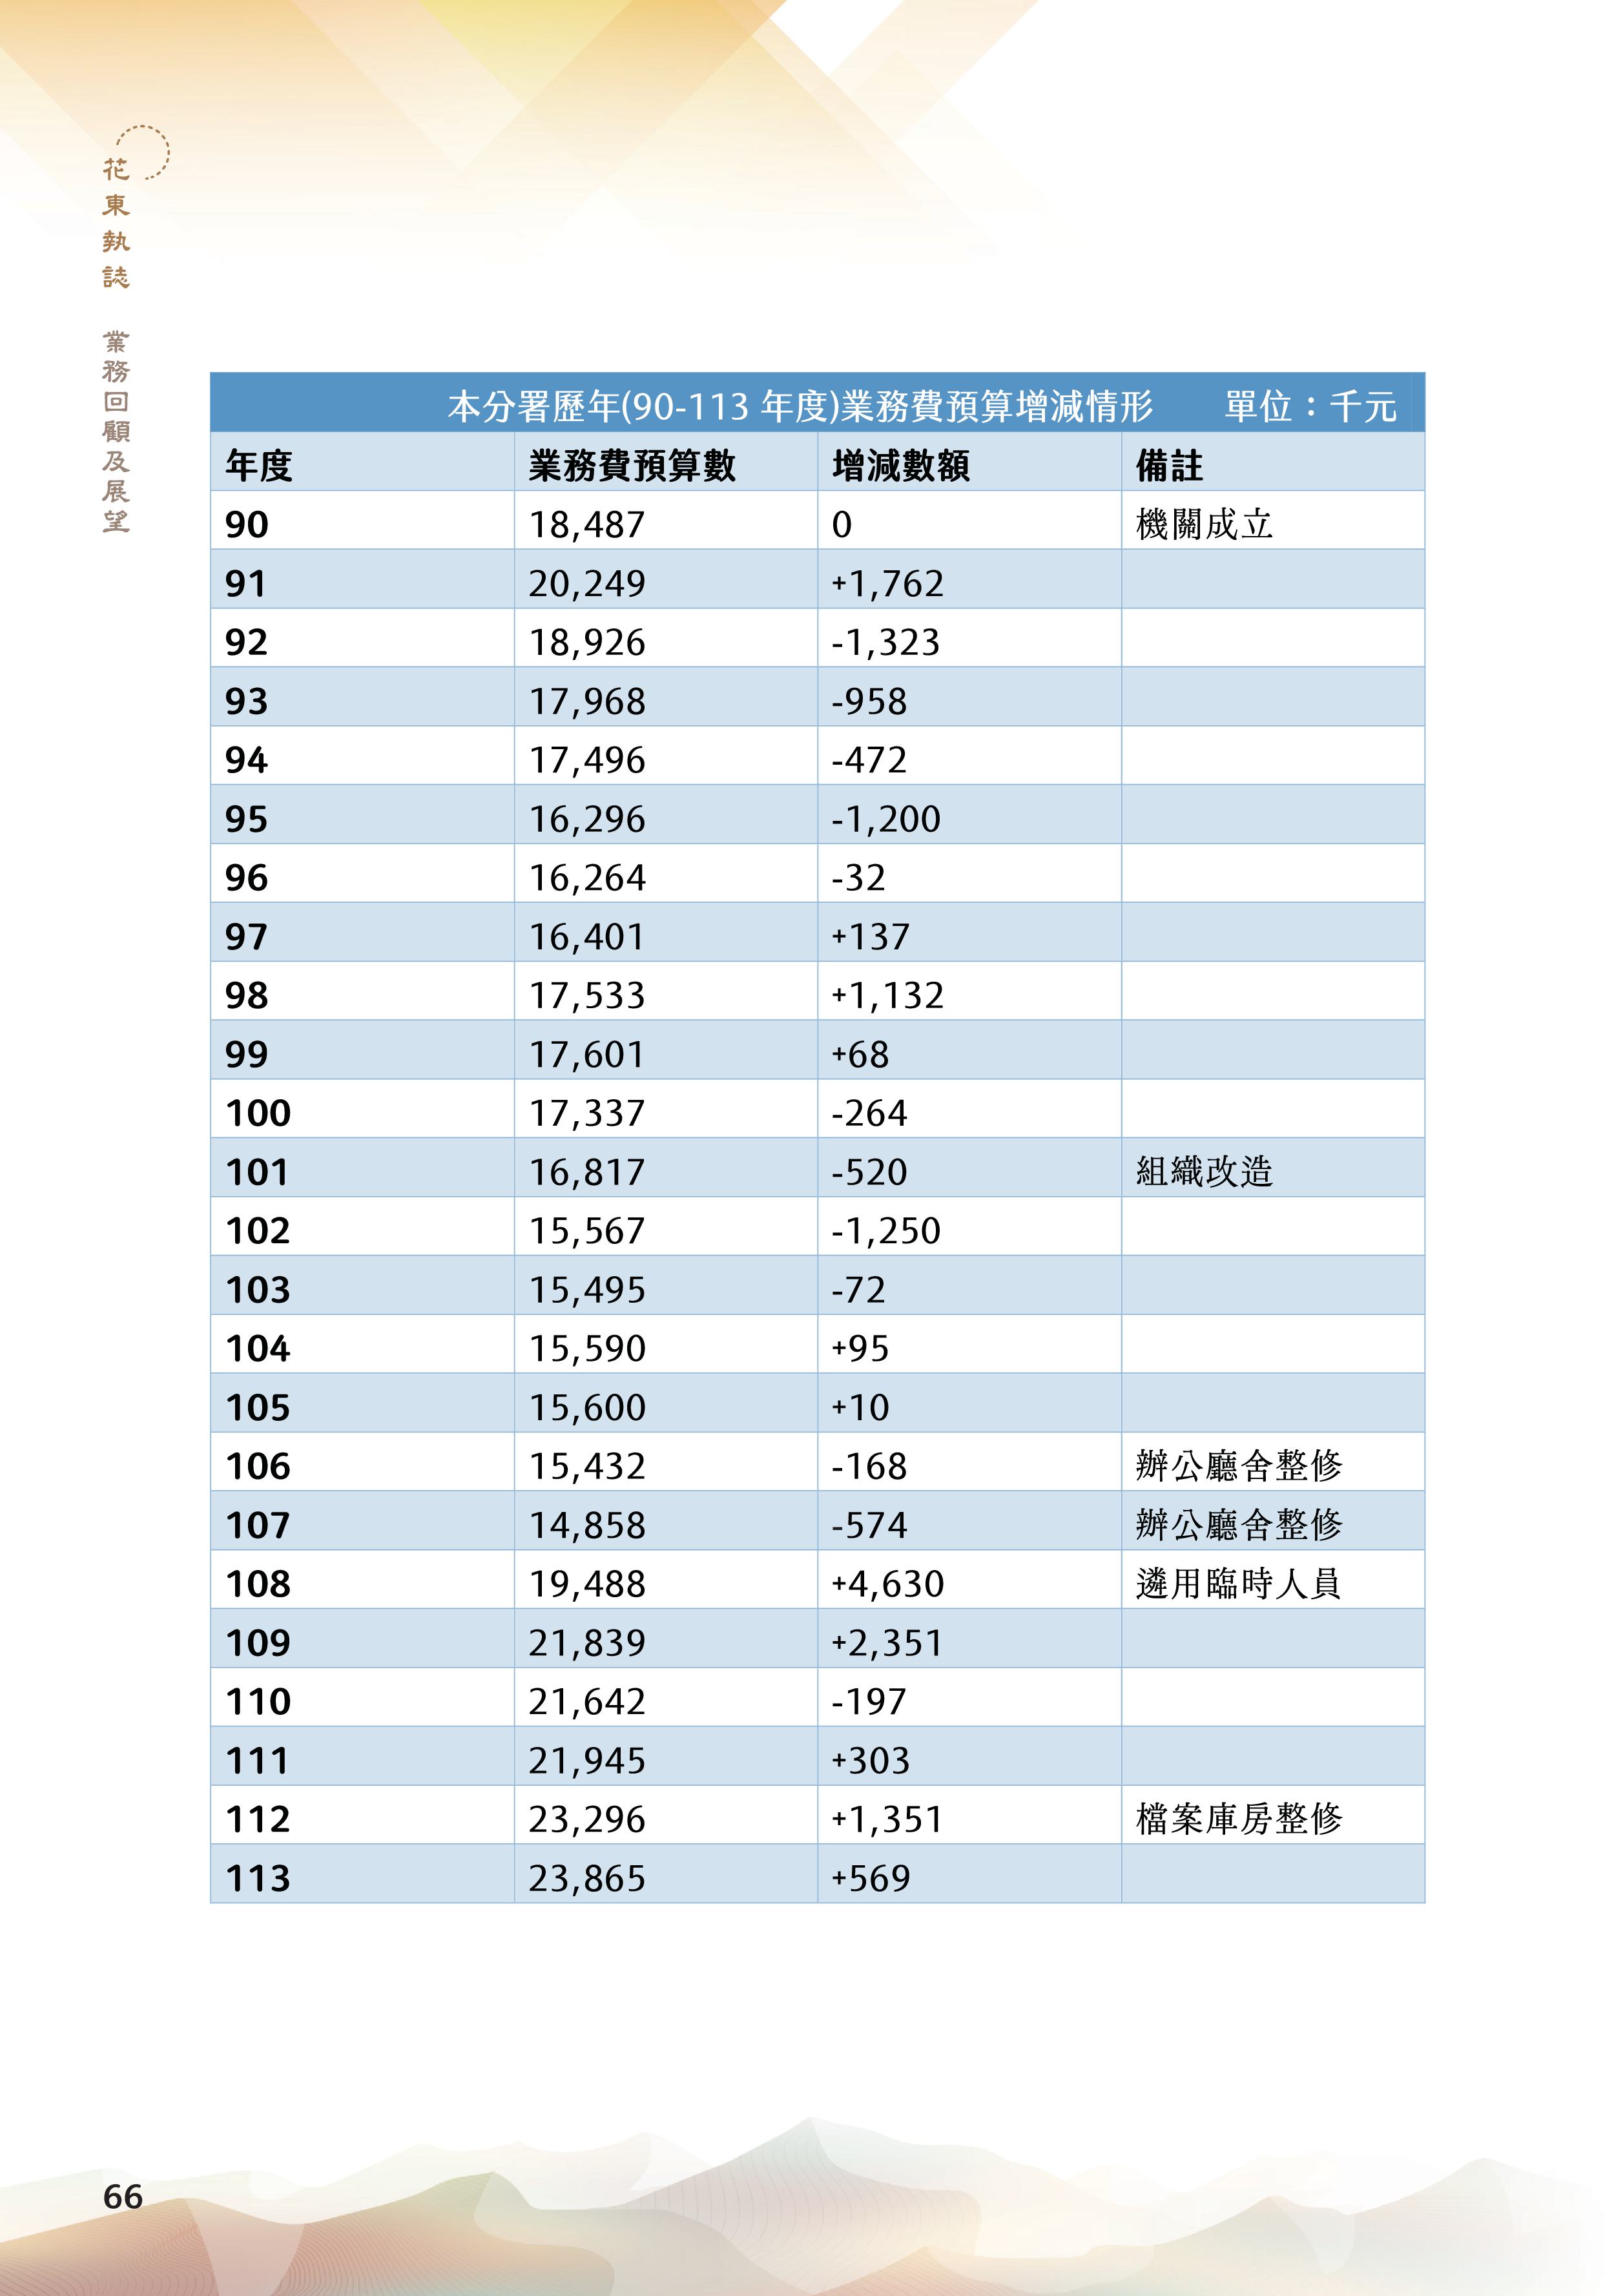 花東執誌 業務回顧及展望
本分署歷年(90-113 年度)業務費預算增減情形 單位：千元
年度 業務費預算數 增減數額 備註
90 18,487 0 機關成立
91 20,249 +1,762
92 18,926 -1,323
93 17,968 -958
94 17,496 -472
95 16,296 -1,200
96 16,264 -32
97 16,401 +137
98 17,533 +1,132
99 17,601 +68
100 17,337 -264
101 16,817 -520 組織改造
102 15,567 -1,250
103 15,495 -72
104 15,590 +95
105 15,600 +10
106 15,432 -168 辦公廳舍整修
107 14,858 -574 辦公廳舍整修
108 19,488 +4,630 遴用臨時人員
109 21,839 +2,351
110 21,642 -197
111 21,945 +303
112 23,296 +1,351 檔案庫房整修
113 23,865 +569
66